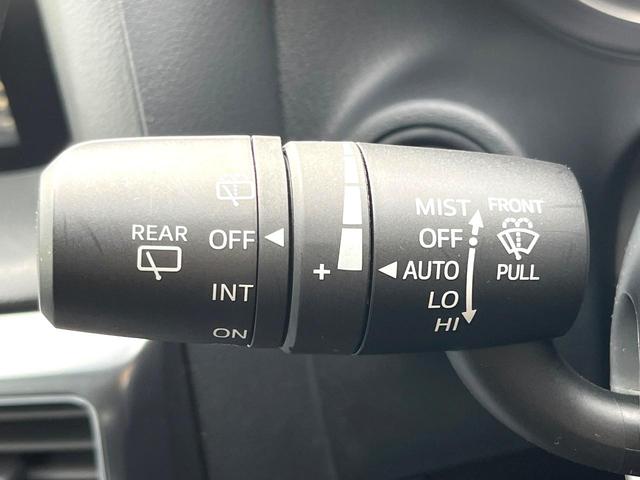 REAR
OFF
INT
ON
+
MIST
OFF
AUTO
LO
HI
FRONT
PULL